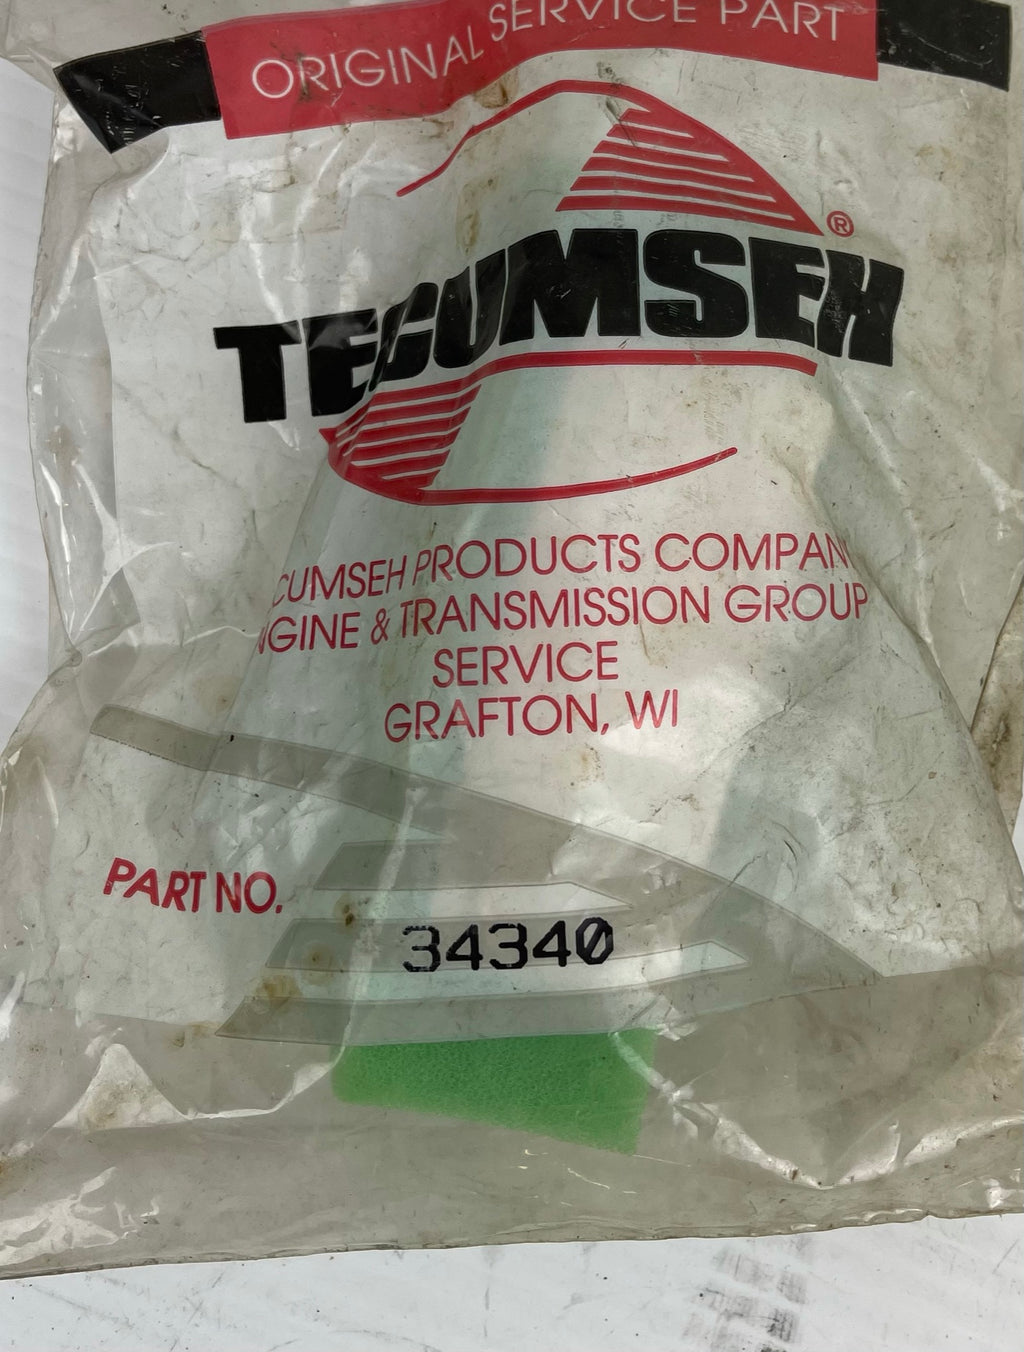 ORIGINAL SERVICE PART
TECUMSEH®
CUMSEH PRODUCTS COMPAN
NGINE & TRANSMISSION GROUP
SERVICE
GRAFTON, WI
PART NO.
34340